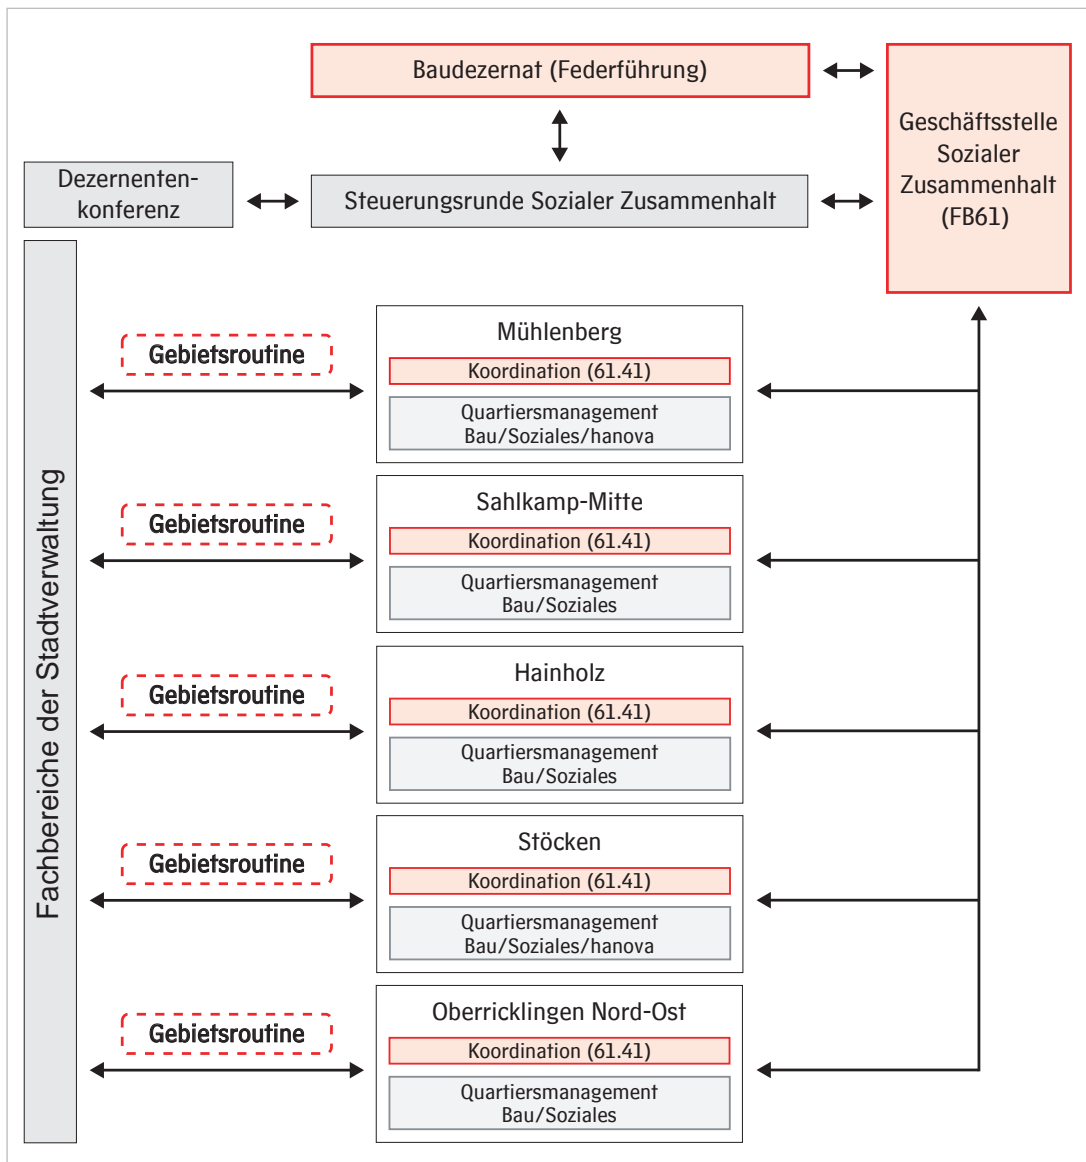 Baudezernat (Federführung)
Geschäftsstelle
Sozialer
Zusammenhalt
(FB61)
Dezernenten-
konferenz
Steuerungsrunde Sozialer Zusammenhalt
Fachbereiche der Stadtverwaltung
Gebietsroutine
Mühlenberg
Koordination (61.41)
Quartiersmanagement
Bau/Soziales/hanova
Gebietsroutine
Sahlkamp-Mitte
Koordination (61.41)
Quartiersmanagement
Bau/Soziales
Gebietsroutine
Hainholz
Koordination (61.41)
Quartiersmanagement
Bau/Soziales
Gebietsroutine
Stöcken
Koordination (61.41)
Quartiersmanagement
Bau/Soziales/hanova
Gebietsroutine
Oberricklingen Nord-Ost
Koordination (61.41)
Quartiersmanagement
Bau/Soziales